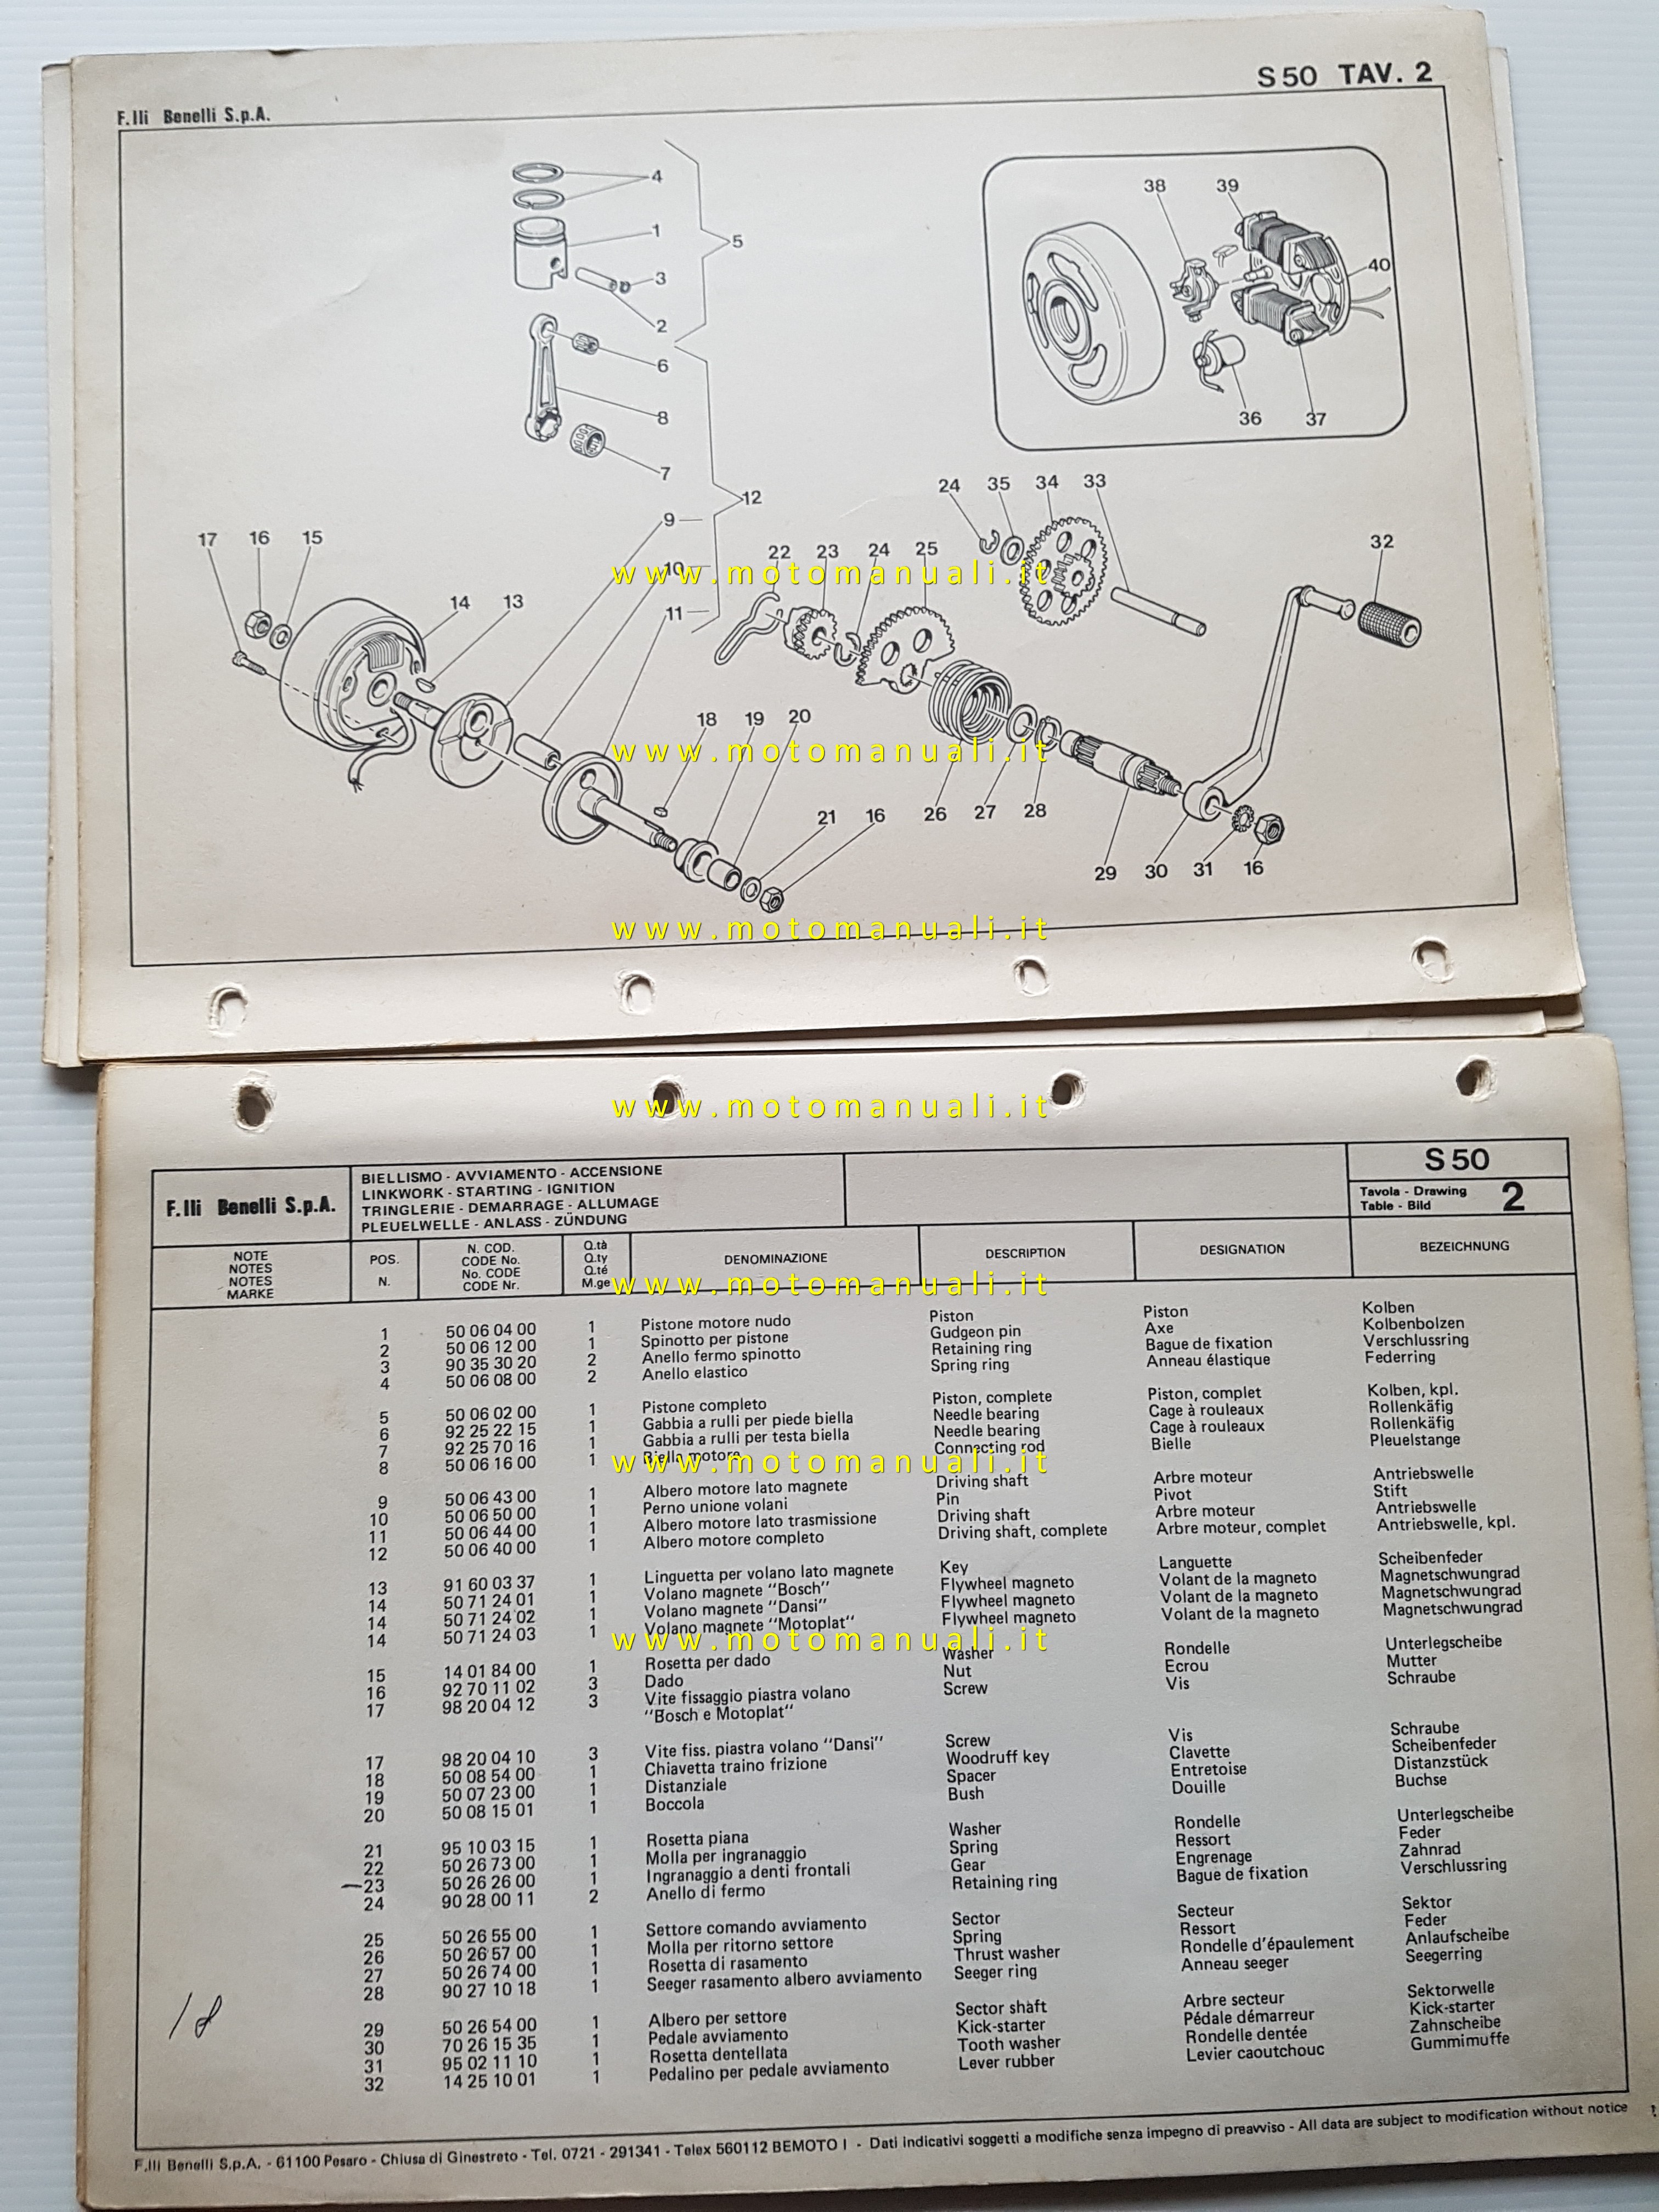 F.lli Benelli S.p.A.
S 50 TAV. 2
4
1
5
3
2
6
8
7
12
9
10
11
38
39
40
36
37
24 35 34 33
32
17 16 15
14 13
22 23 24 25
18 19 20
21 16
26 27 28
29 30 31 16
www.motomanuali.it
www.motomanuali.it
www.motomanuali.it
www.motomanuali.it
F.lli Benelli S.p.A.
BIELLISMO - AVVIAMENTO - ACCENSIONE
LINKWORK - STARTING - IGNITION
TRINGLERIE - DEMARRAGE - ALLUMAGE
PLEUELWELLE - ANLASS - ZÜNDUNG
S 50
Tavola - Drawing
Table - Bild
2
NOTE
NOTES
NOTES
MARKE
POS.
N.
N. COD.
CODE No.
No. CODE
CODE Nr.
Q.tà
Q.ty
Q.té
M.ge
DENOMINAZIONE
DESCRIPTION
DESIGNATION
BEZEICHNUNG
www.motomanuali.it
1 50 06 04 00 1 Pistone motore nudo Piston Piston Kolben
2 50 06 12 00 1 Spinotto per pistone Gudgeon pin Axe Kolbenbolzen
3 90 35 30 20 2 Anello fermo spinotto Retaining ring Bague de fixation Verschlussring
4 50 06 08 00 2 Anello elastico Spring ring Anneau élastique Federring
5 50 06 02 00 1 Pistone completo Piston, complete Piston, complet Kolben, kpl.
6 92 25 22 15 1 Gabbia a rulli per piede biella Needle bearing Cage à rouleaux Rollenkäfig
7 92 25 70 16 1 Gabbia a rulli per testa biella Needle bearing Cage à rouleaux Rollenkäfig
8 50 06 16 00 1 Biella motore Connecting rod Bielle Pleuelstange
www.motomanuali.it
9 50 06 43 00 1 Albero motore lato magnete Driving shaft Arbre moteur Antriebswelle
10 50 06 50 00 1 Perno unione volani Pin Pivot Stift
11 50 06 44 00 1 Albero motore lato trasmissione Driving shaft Arbre moteur Antriebswelle
12 50 06 40 00 1 Albero motore completo Driving shaft, complete Arbre moteur, complet Antriebswelle, kpl.
13 91 60 03 37 1 Linguetta per volano lato magnete Key Languette Scheibenfeder
14 50 71 24 01 1 Volano magnete "Bosch" Flywheel magneto Volant de la magneto Magnetschwungrad
14 50 71 24 02 1 Volano magnete "Dansi" Flywheel magneto Volant de la magneto Magnetschwungrad
14 50 71 24 03 1 Volano magnete "Motoplat" Flywheel magneto Volant de la magneto Magnetschwungrad
www.motomanuali.it
15 14 01 84 00 1 Rosetta per dado Washer Rondelle Unterlegscheibe
16 92 70 11 02 3 Dado Nut Ecrou Mutter
17 98 20 04 12 3 Vite fissaggio piastra volano Screw Vis Schraube
"Bosch e Motoplat"
17 98 20 04 10 3 Vite fiss. piastra volano "Dansi" Screw Vis Schraube
18 50 08 54 00 1 Chiavetta traino frizione Woodruff key Clavette Scheibenfeder
19 50 07 23 00 1 Distanziale Spacer Entretoise Distanzstück
20 50 08 15 01 1 Boccola Bush Douille Buchse
21 95 10 03 15 1 Rosetta piana Washer Rondelle Unterlegscheibe
22 50 26 73 00 1 Molla per ingranaggio Spring Ressort Feder
23 50 26 26 00 1 Ingranaggio a denti frontali Gear Engrenage Zahnrad
24 90 28 00 11 2 Anello di fermo Retaining ring Bague de fixation Verschlussring
25 50 26 55 00 1 Settore comando avviamento Sector Secteur Sektor
26 50 26 57 00 1 Molla per ritorno settore Spring Ressort Feder
27 50 26 74 00 1 Rosetta di rasamento Thrust washer Rondelle d'épaulement Anlaufscheibe
28 90 27 10 18 1 Seeger rasamento albero avviamento Seeger ring Anneau seeger Seegerring
29 50 26 54 00 1 Albero per settore Sector shaft Arbre secteur Sektorwelle
30 70 26 15 35 1 Pedale avviamento Kick-starter Pédale démarreur Kick-starter
31 95 02 11 10 1 Rosetta dentellata Tooth washer Rondelle dentée Zahnscheibe
32 14 25 10 01 1 Pedalino per pedale avviamento Lever rubber Levier caoutchouc Gummimuffe
18
F.lli Benelli S.p.A. - 61100 Pesaro - Chiusa di Ginestreto - Tel. 0721 - 291341 - Telex 560112 BEMOTO I - Dati indicativi soggetti a modifiche senza impegno di preavviso - All data are subject to modification without notice